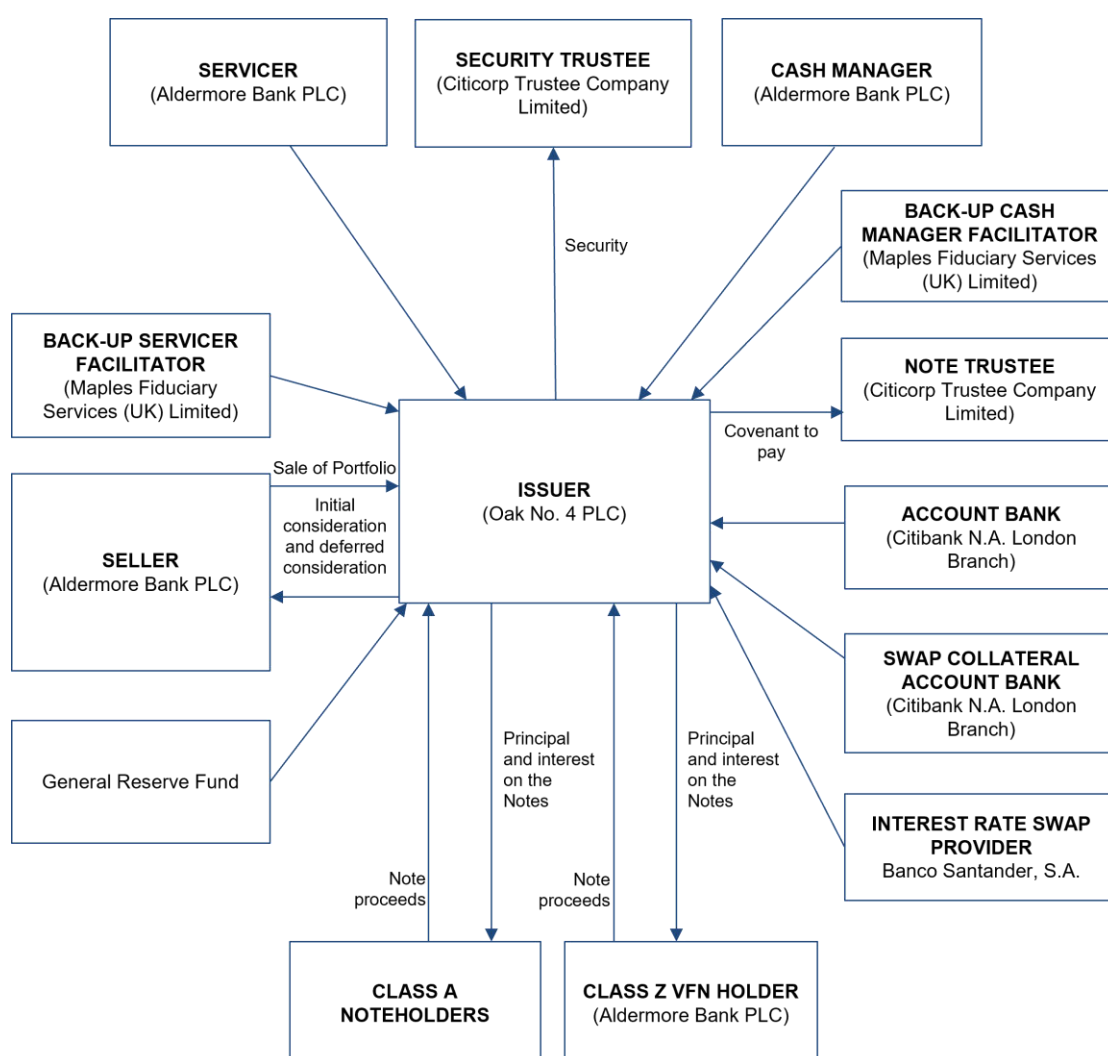 SERVICER
(Aldermore Bank PLC)
SECURITY TRUSTEE
(Citicorp Trustee Company
Limited)
CASH MANAGER
(Aldermore Bank PLC)
BACK-UP CASH
MANAGER FACILITATOR
(Maples Fiduciary Services
(UK) Limited)
Security
BACK-UP SERVICER
FACILITATOR
(Maples Fiduciary
Services (UK) Limited)
NOTE TRUSTEE
(Citicorp Trustee Company
Limited)
Covenant to
pay
ISSUER
(Oak No. 4 PLC)
Sale of Portfolio
Initial
consideration
and deferred
consideration
SELLER
(Aldermore Bank PLC)
ACCOUNT BANK
(Citibank N.A. London
Branch)
SWAP COLLATERAL
ACCOUNT BANK
(Citibank N.A. London
Branch)
General Reserve Fund
Principal
and interest
on the
Notes
Principal
and interest
on the
Notes
INTEREST RATE SWAP
PROVIDER
Banco Santander, S.A.
Note
proceeds
Note
proceeds
CLASS A
NOTEHOLDERS
CLASS Z VFN HOLDER
(Aldermore Bank PLC)